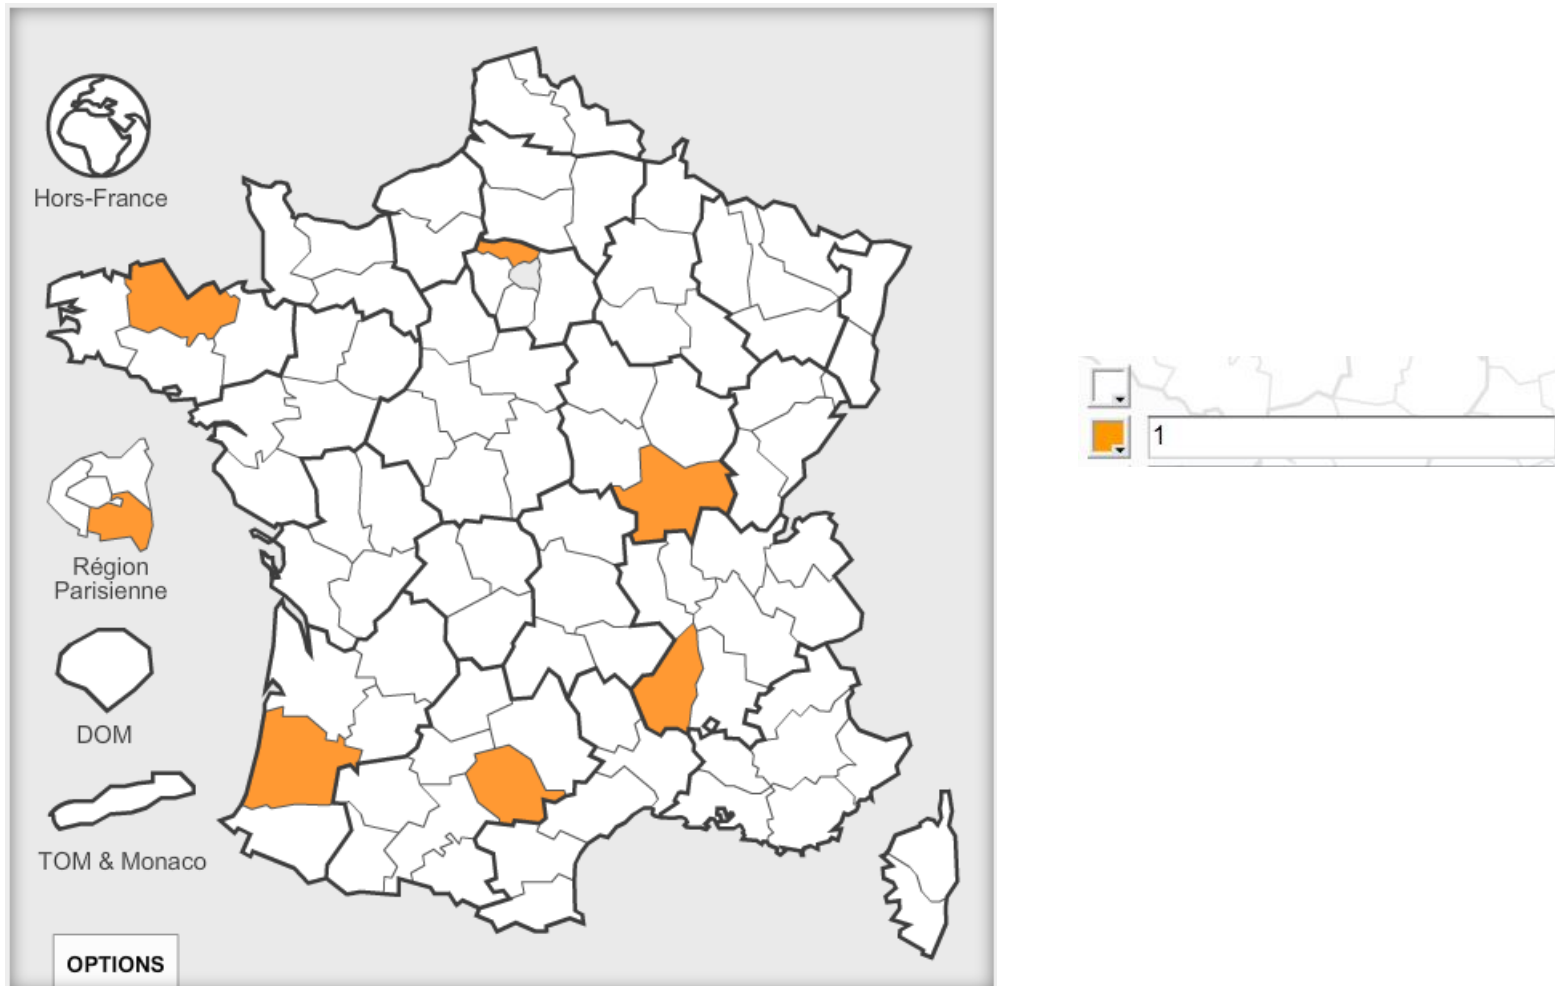 Hors-France
Région
Parisienne
DOM
TOM & Monaco
OPTIONS
1